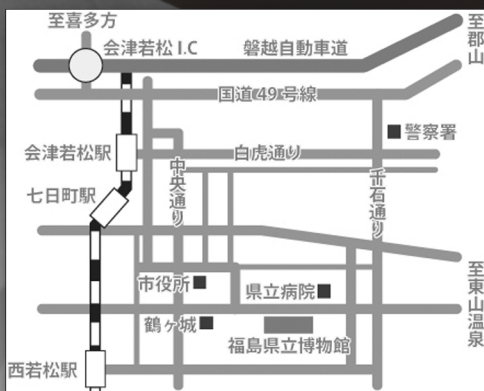 至喜多方
会津若松 I.C
磐越自動車道
至郡山
国道 49 号線
警察署
会津若松駅
白虎通り
中央通り
千石通り
七日町駅
至東山温泉
市役所
県立病院
鶴ヶ城
福島県立博物館
西若松駅